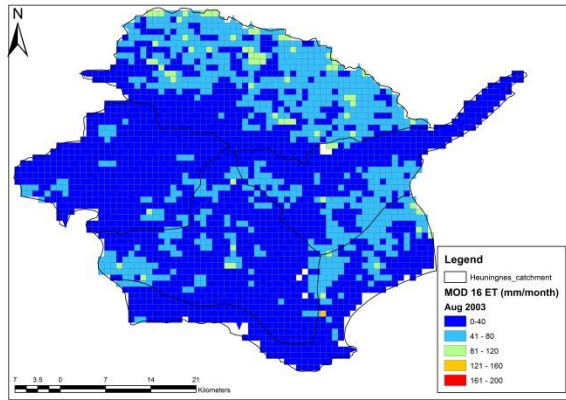 N
Legend
Heuningnes_catchment
MOD 16 ET (mm/month)
Aug 2003
0-40
41 - 80
81 - 120
121 - 160
161 - 200
7 3.5 0 7 14 21
Kilometers